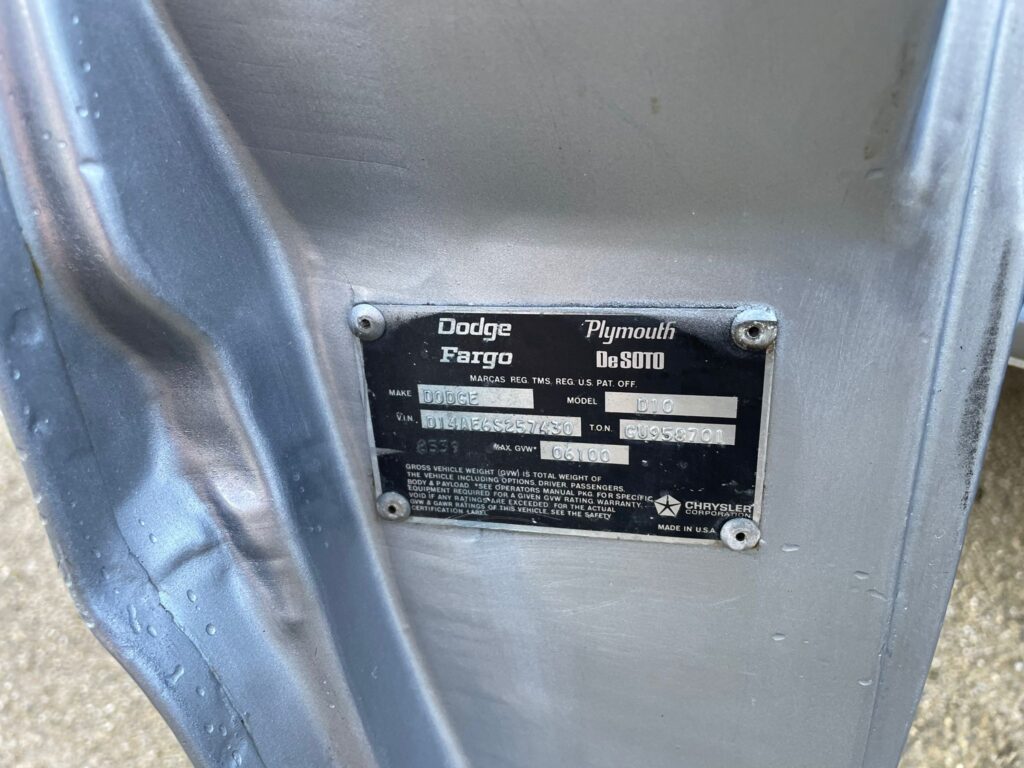 Dodge Plymouth
Fargo DeSOTO
MARCAS REG. TMS. REG. U.S. PAT. OFF.
MAKE DODGE MODEL D10
V.I.N. D14AE6S257430 T.O.N. CU958701
MAX. GVW* 06100
GROSS VEHICLE WEIGHT (GVW) IS TOTAL WEIGHT OF
THE VEHICLE INCLUDING OPTIONS, DRIVER, PASSENGERS,
BODY & PAYLOAD *SEE OPERATORS MANUAL PKG. FOR SPECIFIC
EQUIPMENT REQUIRED FOR A GIVEN GVW RATING. WARRANTY
VOID IF ANY RATINGS ARE EXCEEDED. FOR THE ACTUAL
GVW & GAWR RATINGS OF THIS VEHICLE, SEE THE SAFETY
CERTIFICATION LABEL
CHRYSLER
CORPORATION
MADE IN U.S.A.